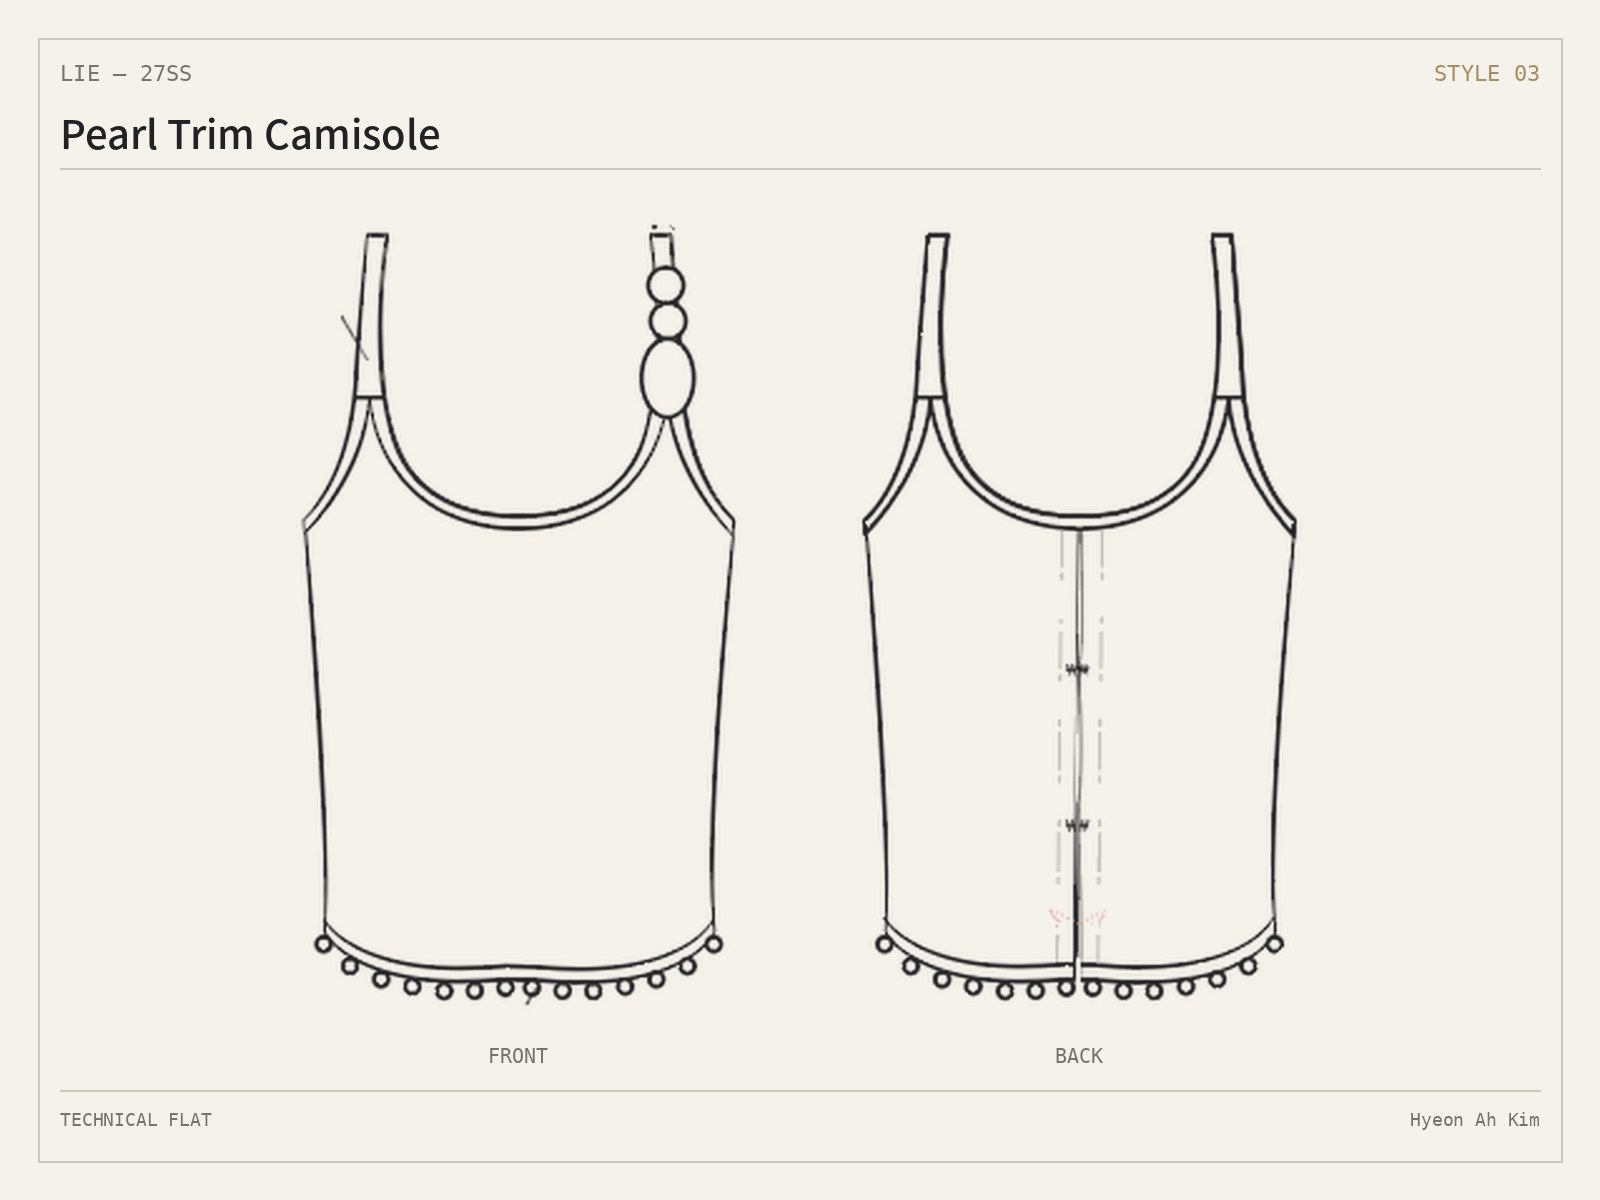 LIE — 27SS
STYLE 03
Pearl Trim Camisole
FRONT
BACK
TECHNICAL FLAT
Hyeon Ah Kim